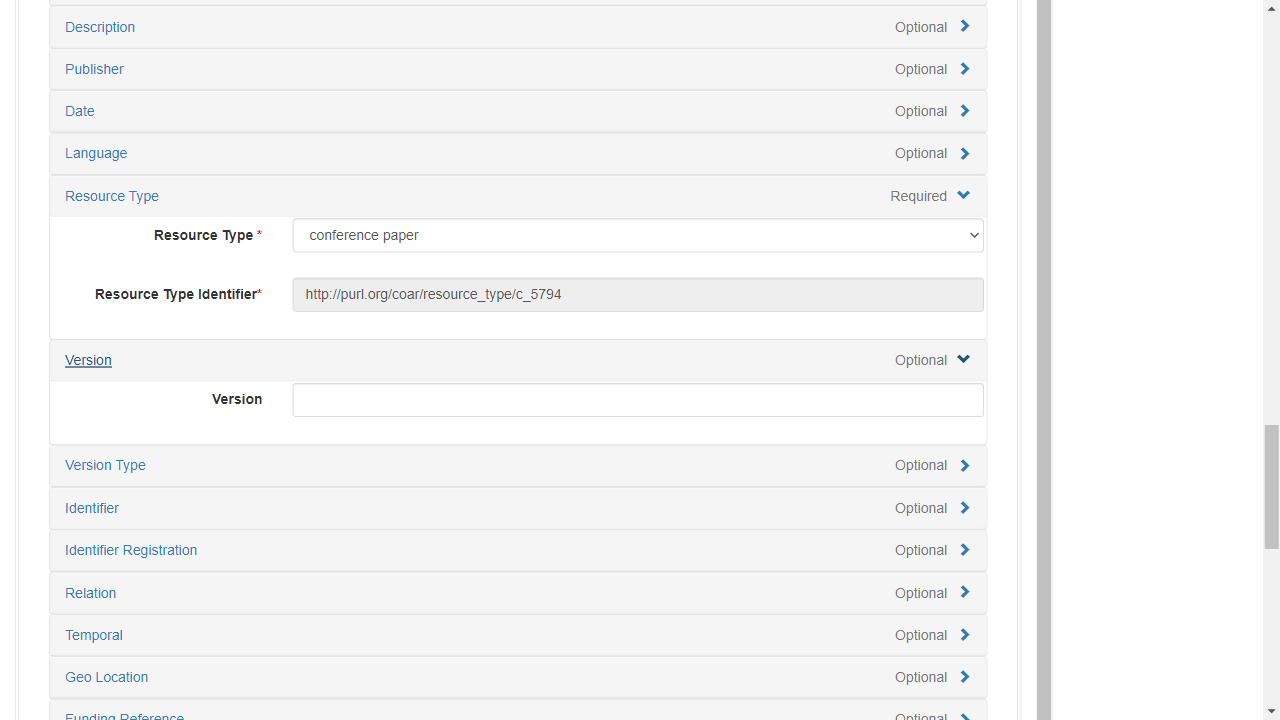 Description Optional
Publisher Optional
Date Optional
Language Optional
Resource Type Required
Resource Type * conference paper
Resource Type Identifier* http://purl.org/coar/resource_type/c_5794
Version Optional
Version
Version Type Optional
Identifier Optional
Identifier Registration Optional
Relation Optional
Temporal Optional
Geo Location Optional
Funding Reference Optional